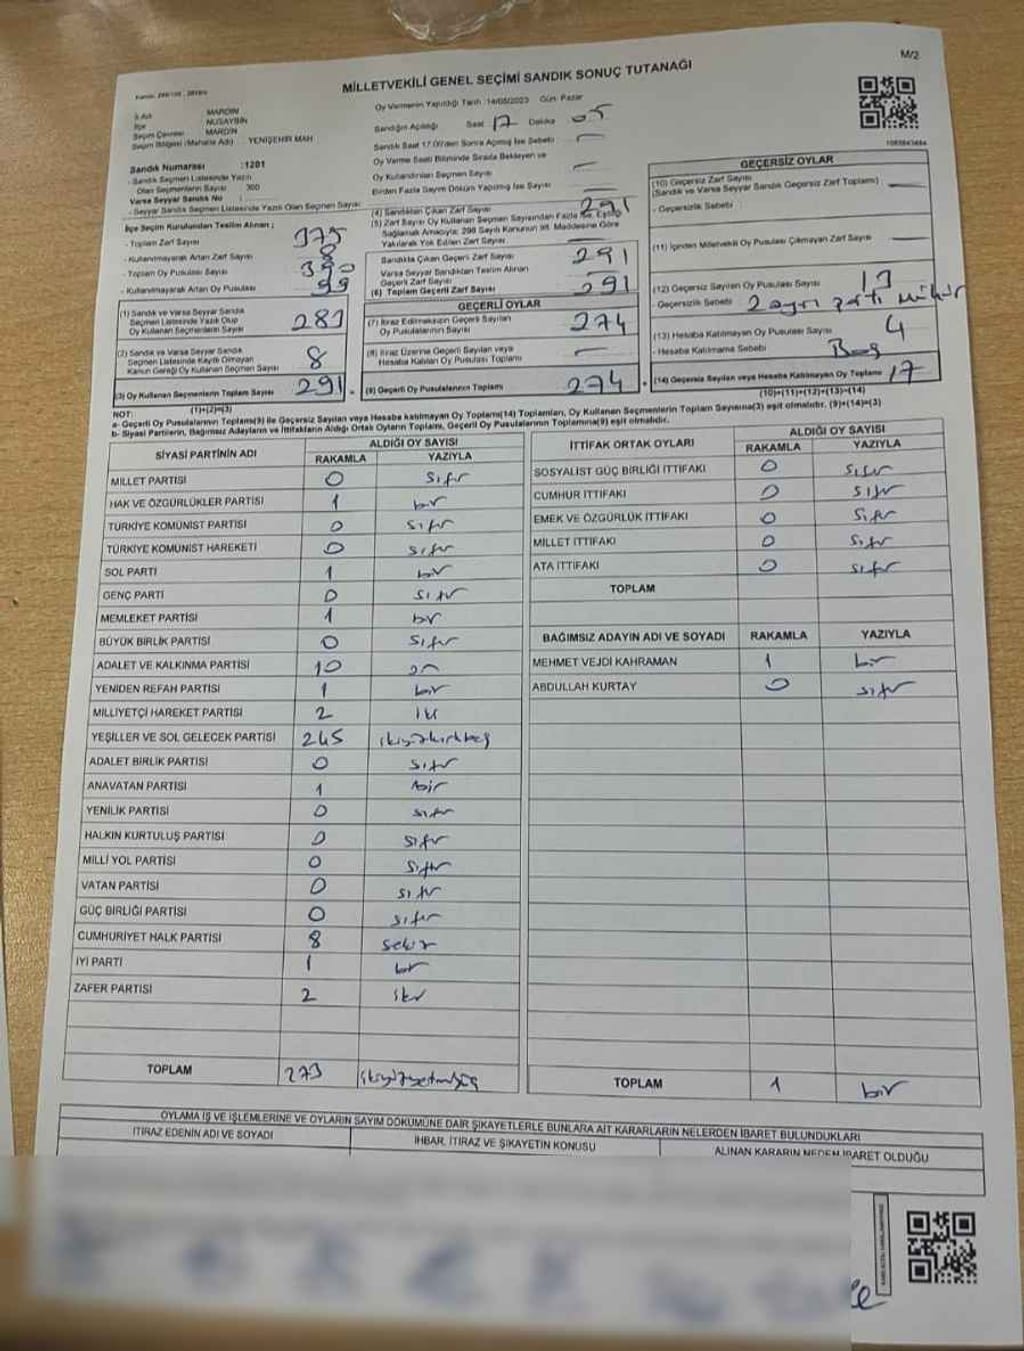 M/2
MİLLETVEKİLİ GENEL SEÇİMİ SANDIK SONUÇ TUTANAĞI
İl Adı MARDİN
İlçe NUSAYBİN
Seçim Çevresi MARDİN
Seçim Bölgesi (Mahalle Adı) YENİŞEHİR MAH
Sandık Numarası :1201
Sandık Seçmen Listesinde Yazılı
Olan Seçmenlerin Sayısı 360
Varsa Seyyar Sandık No
- Seyyar Sandık Seçmen Listesinde Yazılı Olan Seçmen Sayısı
Oy Vermenin Yapıldığı Tarih :14/05/2023 Gün: Pazar
Sandığın Açıldığı Saat 17 Dakika 05
Sandık Saat 17.00'den Sonra Açılmış İse Sebebi
Oy Verme Saati Bitiminde Sırada Bekleyen ve
Oy Kullandırılan Seçmen Sayısı
Birden Fazla Sayım Döküm Yapılmış İse Sayısı
İlçe Seçim Kurulundan Teslim Alınan ;
- Toplam Zarf Sayısı 375
- Kullanılmayarak Artan Zarf Sayısı
- Toplam Oy Pusulası Sayısı 390
- Kullanılmayarak Artan Oy Pusulası 99
(1) Sandık ve Varsa Seyyar Sandık
Seçmen Listesinde Yazılı Olup
Oy Kullanan Seçmenlerin Sayısı 283
(2) Sandık ve Varsa Seyyar Sandık
Seçmen Listesinde Kayıtlı Olmayan
Kanun Gereği Oy Kullanan Seçmen Sayısı 8
(3) Oy Kullanan Seçmenlerin Toplam Sayısı 291
(1)+(2)=(3)
(4) Sandıktan Çıkan Zarf Sayısı 291
(5) Zarf Sayısı Oy Kullanan Seçmen Sayısından Fazla İse, Eşitliği
Sağlamak Amacıyla; 298 Sayılı Kanunun 98. Maddesine Göre
Yakılarak Yok Edilen Zarf Sayısı
Sandıkta Çıkan Geçerli Zarf Sayısı 291
Varsa Seyyar Sandıktan Teslim Alınan
Geçerli Zarf Sayısı
(6) Toplam Geçerli Zarf Sayısı 291
GEÇERLİ OYLAR
(7) İtiraz Edilmeksizin Geçerli Sayılan
Oy Pusulalarının Sayısı 274
(8) İtiraz Üzerine Geçerli Sayılan veya
Hesaba Katılan Oy Pusulası Toplamı
(9) Geçerli Oy Pusulalarının Toplamı 274
GEÇERSİZ OYLAR
(10) Geçersiz Zarf Sayısı
(Sandık ve Varsa Seyyar Sandık Geçersiz Zarf Toplamı)
- Geçersizlik Sebebi
(11) İçinden Milletvekili Oy Pusulası Çıkmayan Zarf Sayısı
(12) Geçersiz Sayılan Oy Pusulası Sayısı 13
- Geçersizlik Sebebi 2 ayrı parti mühür
(13) Hesaba Katılmayan Oy Pusulası Sayısı 4
- Hesaba Katılmama Sebebi Boş
(14) Geçersiz Sayılan veya Hesaba Katılmayan Oy Toplamı 17
(10)+(11)+(12)+(13)=(14)
NOT:
a- Geçerli Oy Pusulalarının Toplamı(9) ile Geçersiz Sayılan veya Hesaba katılmayan Oy Toplamı(14) Toplamları, Oy Kullanan Seçmenlerin Toplam Sayısına(3) eşit olmalıdır. (9)+(14)=(3)
b- Siyasi Partilerin, Bağımsız Adayların ve İttifakların Aldığı Ortak Oyların Toplamı, Geçerli Oy Pusulalarının Toplamına(9) eşit olmalıdır.
SİYASİ PARTİNİN ADI ALDIĞI OY SAYISI
RAKAMLA YAZIYLA
MİLLET PARTİSİ 0 sıfır
HAK VE ÖZGÜRLÜKLER PARTİSİ 1 bir
TÜRKİYE KOMÜNİST PARTİSİ 0 sıfır
TÜRKİYE KOMÜNİST HAREKETİ 0 sıfır
SOL PARTİ 1 bir
GENÇ PARTİ 0 sıfır
MEMLEKET PARTİSİ 1 bir
BÜYÜK BİRLİK PARTİSİ 0 sıfır
ADALET VE KALKINMA PARTİSİ 10 on
YENİDEN REFAH PARTİSİ 1 bir
MİLLİYETÇİ HAREKET PARTİSİ 2 iki
YEŞİLLER VE SOL GELECEK PARTİSİ 245 ikiyüzkırkbeş
ADALET BİRLİK PARTİSİ 0 sıfır
ANAVATAN PARTİSİ 1 bir
YENİLİK PARTİSİ 0 sıfır
HALKIN KURTULUŞ PARTİSİ 0 sıfır
MİLLİ YOL PARTİSİ 0 sıfır
VATAN PARTİSİ 0 sıfır
GÜÇ BİRLİĞİ PARTİSİ 0 sıfır
CUMHURİYET HALK PARTİSİ 8 sekiz
İYİ PARTİ 1 bir
ZAFER PARTİSİ 2 iki
TOPLAM 273 ikiyüzyetmişüç
İTTİFAK ORTAK OYLARI ALDIĞI OY SAYISI
RAKAMLA YAZIYLA
SOSYALİST GÜÇ BİRLİĞİ İTTİFAKI 0 sıfır
CUMHUR İTTİFAKI 0 sıfır
EMEK VE ÖZGÜRLÜK İTTİFAKI 0 sıfır
MİLLET İTTİFAKI 0 sıfır
ATA İTTİFAKI 0 sıfır
TOPLAM
BAĞIMSIZ ADAYIN ADI VE SOYADI RAKAMLA YAZIYLA
MEHMET VEJDİ KAHRAMAN 1 bir
ABDULLAH KURTAY 0 sıfır
TOPLAM 1 bir
OYLAMA İŞ VE İŞLEMLERİNE VE OYLARIN SAYIM DÖKÜMÜNE DAİR ŞİKAYETLERLE BUNLARA AİT KARARLARIN NELERDEN İBARET BULUNDUKLARI
İTİRAZ EDENİN ADI VE SOYADI İHBAR, İTİRAZ VE ŞİKAYETİN KONUSU ALINAN KARARIN NEDEN İBARET OLDUĞU